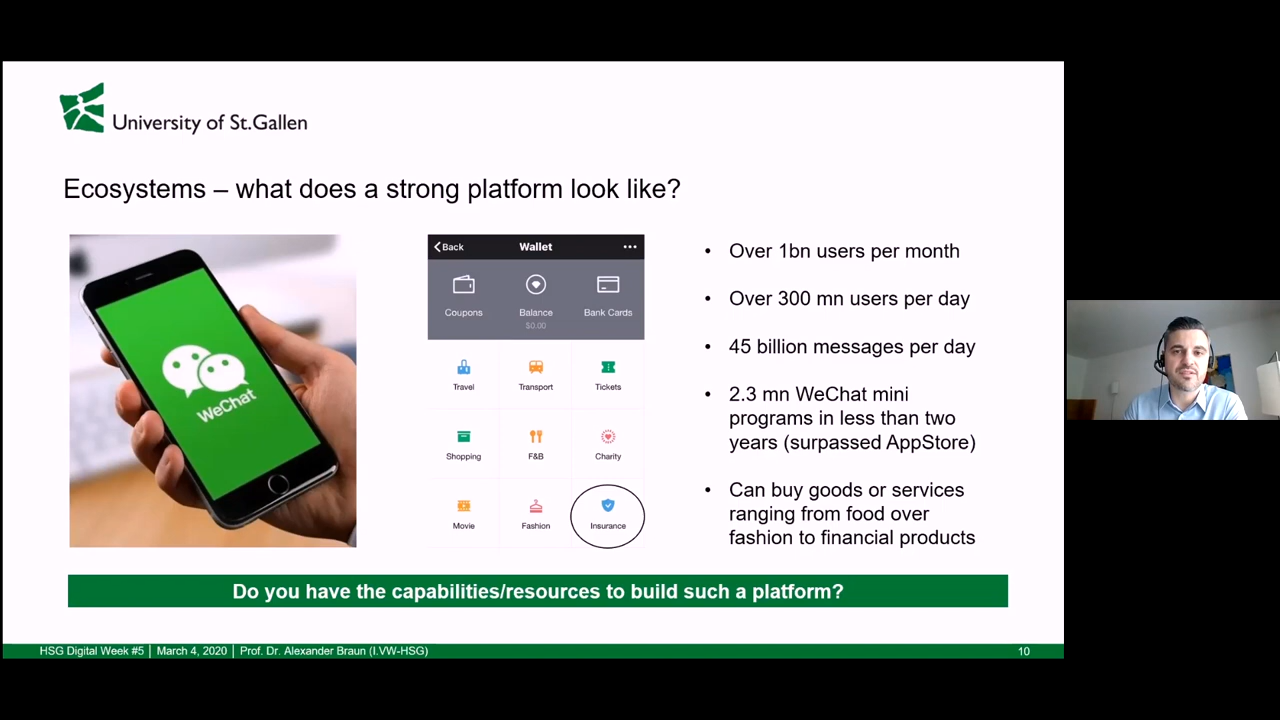 University of St.Gallen
Ecosystems – what does a strong platform look like?
WeChat
Back
Wallet
Coupons
Balance
Bank Cards
$0.00
Travel
Transport
Tickets
Shopping
F&B
Charity
Movie
Fashion
Insurance
• Over 1bn users per month
• Over 300 mn users per day
• 45 billion messages per day
• 2.3 mn WeChat mini
programs in less than two
years (surpassed AppStore)
• Can buy goods or services
ranging from food over
fashion to financial products
Do you have the capabilities/resources to build such a platform?
HSG Digital Week #5 | March 4, 2020 | Prof. Dr. Alexander Braun (I.VW-HSG)
10